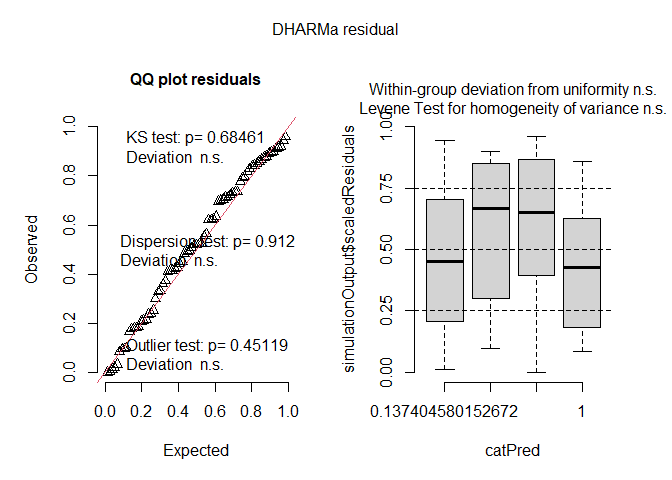 DHARMa residual
QQ plot residuals
KS test: p= 0.68461
Deviation n.s.
Dispersion test: p= 0.912
Deviation n.s.
Outlier test: p= 0.45119
Deviation n.s.
Observed
0.0 0.2 0.4 0.6 0.8 1.0
0.0 0.2 0.4 0.6 0.8 1.0
Expected
Within-group deviation from uniformity n.s.
Levene Test for homogeneity of variance n.s.
simulationOutput$scaledResiduals
0.00 0.25 0.50 0.75 1.00
0.137404580152672 1
catPred